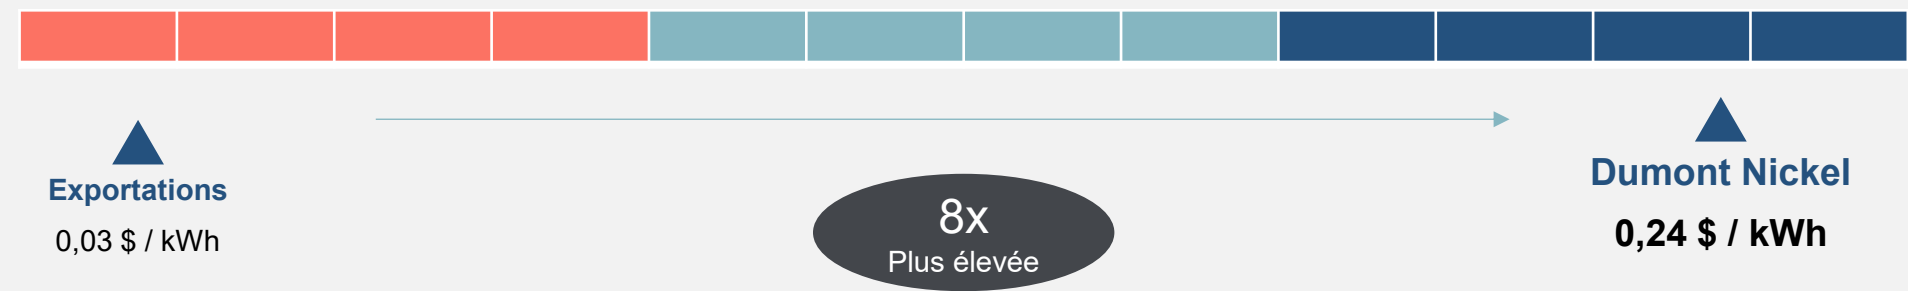 Exportations
0,03 $ / kWh
8x
Plus élevée
Dumont Nickel
0,24 $ / kWh